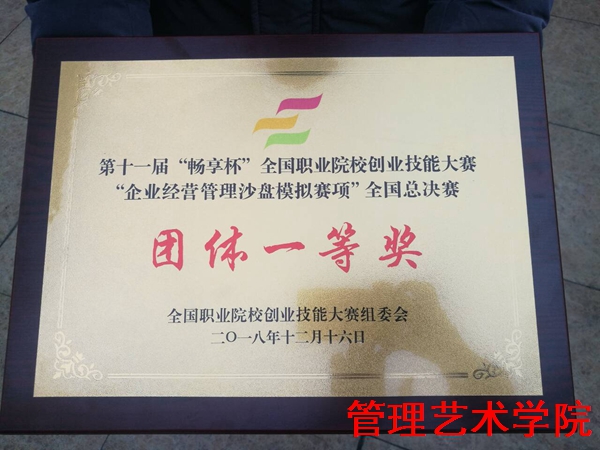 第十一届“畅享杯”全国职业院校创业技能大赛
“企业经营管理沙盘模拟赛项”全国总决赛
团体一等奖
全国职业院校创业技能大赛组委会
二〇一八年十二月十六日
管理艺术学院